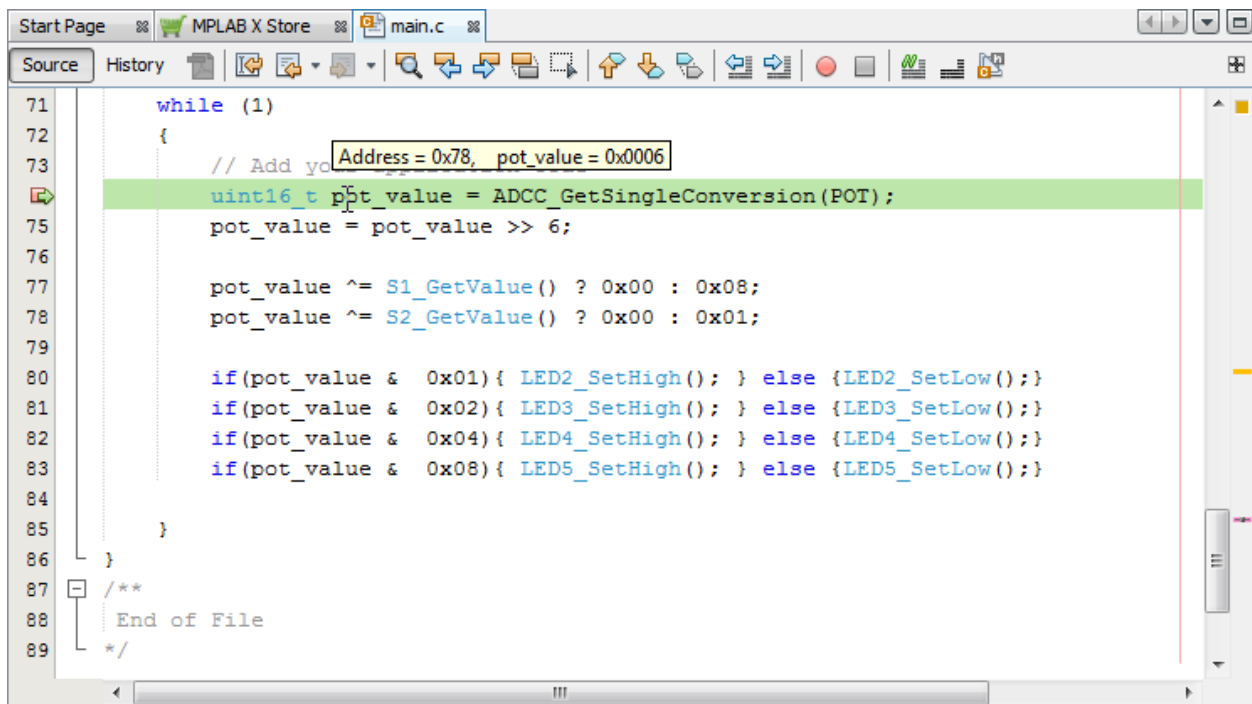 Start Page MPLAB X Store main.c
Source History
71 while (1)
72 {
Address = 0x78, pot_value = 0x0006
73 // Add your application code
uint16_t pot_value = ADCC_GetSingleConversion(POT);
75 pot_value = pot_value >> 6;
76
77 pot_value ^= S1_GetValue() ? 0x00 : 0x08;
78 pot_value ^= S2_GetValue() ? 0x00 : 0x01;
79
80 if(pot_value &  0x01){ LED2_SetHigh(); } else {LED2_SetLow();}
81 if(pot_value &  0x02){ LED3_SetHigh(); } else {LED3_SetLow();}
82 if(pot_value &  0x04){ LED4_SetHigh(); } else {LED4_SetLow();}
83 if(pot_value &  0x08){ LED5_SetHigh(); } else {LED5_SetLow();}
84
85 }
86 }
87 /**
88 End of File
89 */